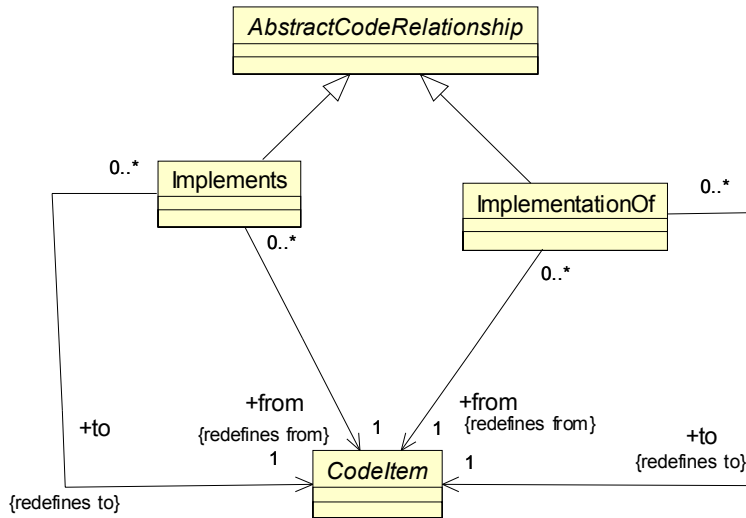 AbstractCodeRelationship
0..*
Implements
0..*
ImplementationOf
0..*
0..*
+from
{redefines from}
1
+from
{redefines from}
1
+to
1
{redefines to}
CodeItem
+to
1
{redefines to}